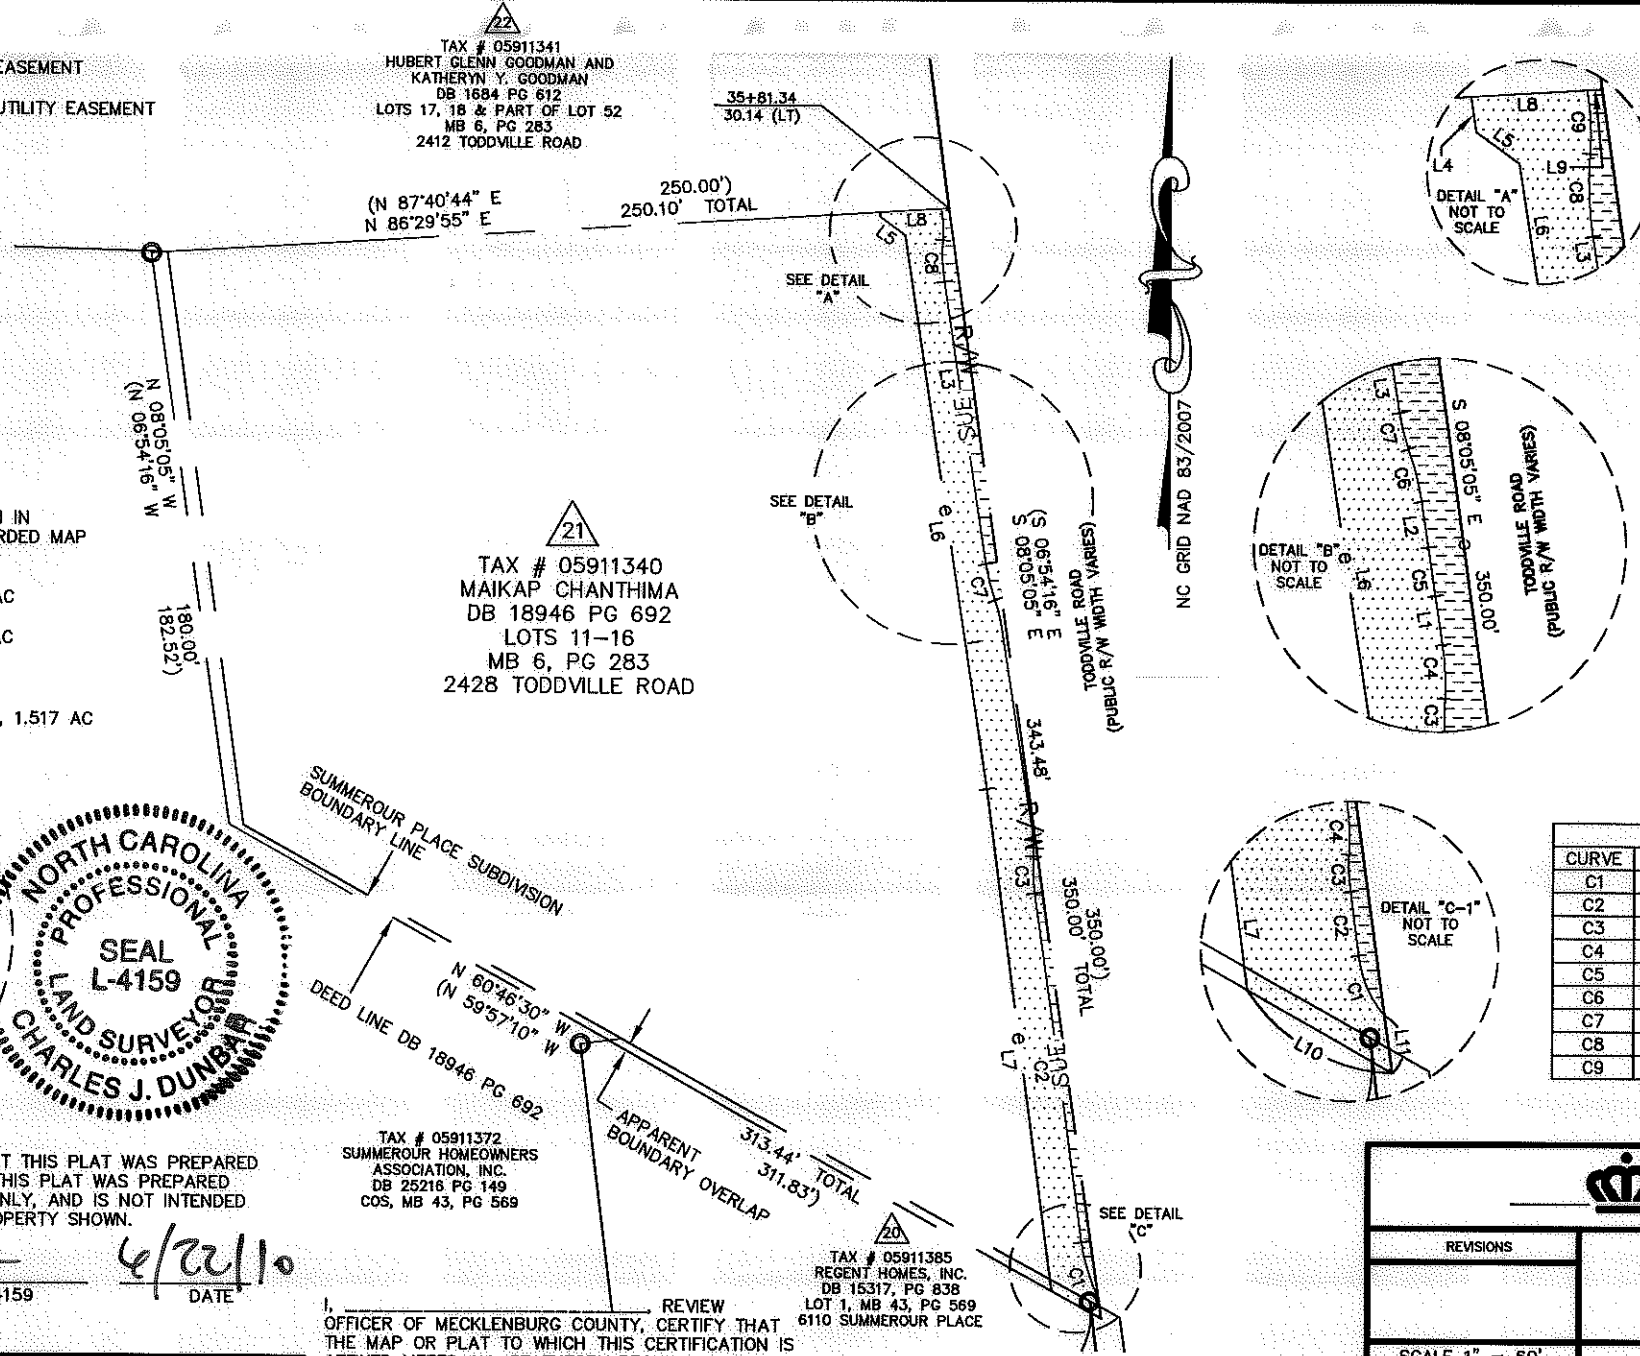 EASEMENT
UTILITY EASEMENT
22
TAX # 05911341
HUBERT GLENN GOODMAN AND
KATHERYN Y. GOODMAN
DB 1684 PG 612
LOTS 17, 18 & PART OF LOT 52
MB 6, PG 283
2412 TODDVILLE ROAD
35+81.34
30.14 (LT)
(N 87°40'44" E
N 86°29'55" E
250.00')
250.10' TOTAL
L8
L5
C8
SEE DETAIL
"A"
R/W
L3
SUE
SEE DETAIL
"B"
e
L6
C7
N 08°05'05" W
(N 06°54'16" W
180.00'
182.52')
21
TAX # 05911340
MAIKAP CHANTHIMA
DB 18946 PG 692
LOTS 11-16
MB 6, PG 283
2428 TODDVILLE ROAD
(S 06°54'16" E
S 08°05'05" E
TODDVILLE ROAD
(PUBLIC R/W WIDTH VARIES)
343.48'
R/W
C3
350.00')
350.00' TOTAL
e
L7
SUE
C2
C1
NC GRID NAD 83/2007
L8
C9
L5
L4
L9
C8
L6
L3
DETAIL "A"
NOT TO
SCALE
L3
C7
C6
L2
C5
L1
C4
C3
e
L6
S 08°05'05" E
e
350.00'
TODDVILLE ROAD
(PUBLIC R/W WIDTH VARIES)
DETAIL "B"
NOT TO
SCALE
C4
C3
C2
C1
L7
L10
L11
DETAIL "C-1"
NOT TO
SCALE
CURVE
C1
C2
C3
C4
C5
C6
C7
C8
C9
IN
RDED MAP
AC
AC
, 1.517 AC
SUMMEROUR PLACE SUBDIVISION
BOUNDARY LINE
NORTH CAROLINA
PROFESSIONAL
SEAL
L-4159
LAND SURVEYOR
CHARLES J. DUNBAR
DEED LINE DB 18946 PG 692
N 60°46'30" W
(N 59°57'10" W
APPARENT
BOUNDARY OVERLAP
313.44' TOTAL
311.83')
TAX # 05911372
SUMMEROUR HOMEOWNERS
ASSOCIATION, INC.
DB 25216 PG 149
COS, MB 43, PG 569
20
TAX # 05911385
REGENT HOMES, INC.
DB 15317, PG 838
LOT 1, MB 43, PG 569
6110 SUMMEROUR PLACE
SEE DETAIL
"C"
T THIS PLAT WAS PREPARED
THIS PLAT WAS PREPARED
NLY, AND IS NOT INTENDED
OPERTY SHOWN.
6/22/10
4159
DATE
I, REVIEW
OFFICER OF MECKLENBURG COUNTY, CERTIFY THAT
THE MAP OR PLAT TO WHICH THIS CERTIFICATION IS
REVISIONS
SCALE 1" = 60'